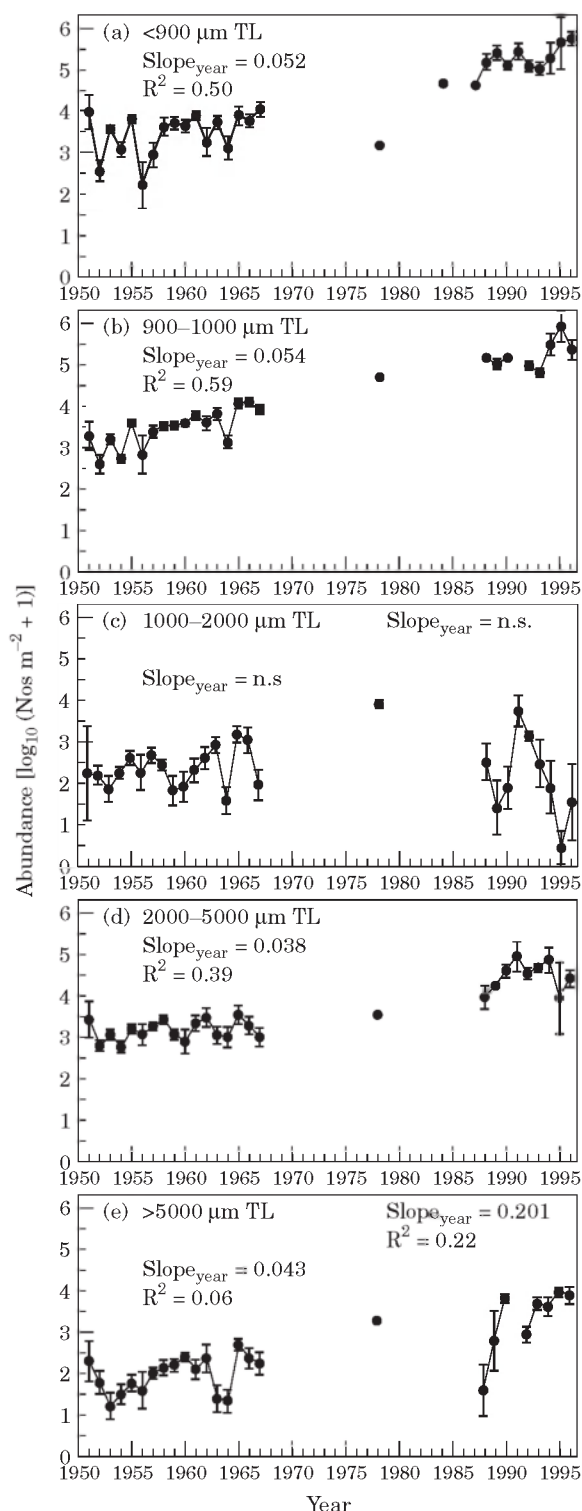 Abundance [log₁₀ (Nos m⁻² + 1)]
(a) <900 µm TL
Slope_year = 0.052
R² = 0.50
6
5
4
3
2
1
0
1950 1955 1960 1965 1970 1975 1980 1985 1990 1995
(b) 900–1000 µm TL
Slope_year = 0.054
R² = 0.59
6
5
4
3
2
1
0
1950 1955 1960 1965 1970 1975 1980 1985 1990 1995
(c) 1000–2000 µm TL Slope_year = n.s.
Slope_year = n.s
6
5
4
3
2
1
0
1950 1955 1960 1965 1970 1975 1980 1985 1990 1995
(d) 2000–5000 µm TL
Slope_year = 0.038
R² = 0.39
6
5
4
3
2
1
0
1950 1955 1960 1965 1970 1975 1980 1985 1990 1995
(e) >5000 µm TL Slope_year = 0.201
R² = 0.22
Slope_year = 0.043
R² = 0.06
6
5
4
3
2
1
0
1950 1955 1960 1965 1970 1975 1980 1985 1990 1995
Year